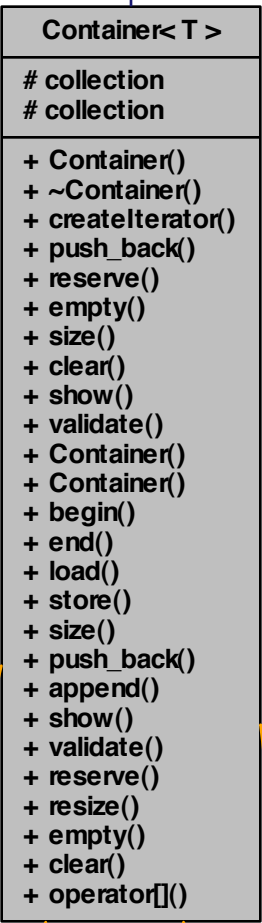 Container< T >
# collection
# collection
+ Container()
+ ~Container()
+ createIterator()
+ push_back()
+ reserve()
+ empty()
+ size()
+ clear()
+ show()
+ validate()
+ Container()
+ Container()
+ begin()
+ end()
+ load()
+ store()
+ size()
+ push_back()
+ append()
+ show()
+ validate()
+ reserve()
+ resize()
+ empty()
+ clear()
+ operator[]()